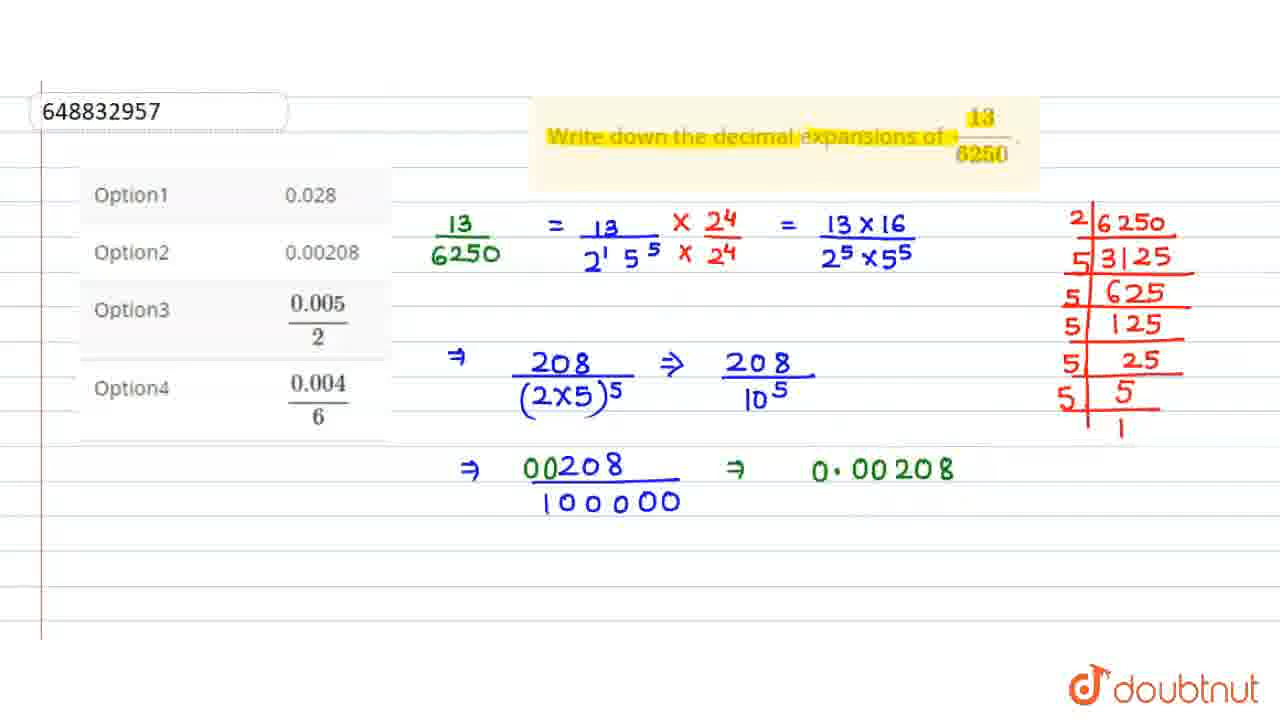 648832957
Write down the decimal expansions of 13/6250.
Option1 0.028
Option2 0.00208
Option3 0.005/2
Option4 0.004/6
13/6250 = 13/2¹ 5⁵ × 2⁴/× 2⁴ = 13 × 16/2⁵ × 5⁵
⇒ 208/(2×5)⁵ ⇒ 208/10⁵
⇒ 00208/100000 ⇒ 0.00208
2 | 6250
5 | 3125
5 | 625
5 | 125
5 | 25
5 | 5
1
doubtnut